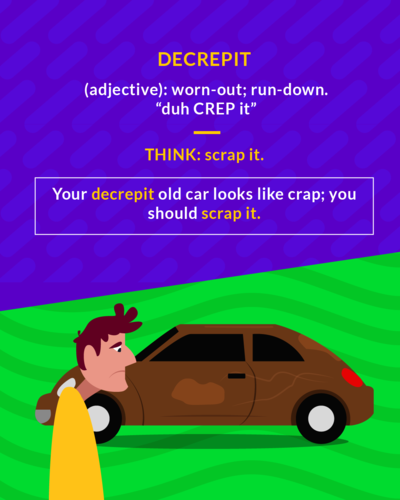 DECREPIT
(adjective): worn-out; run-down.
“duh CREP it”
THINK: scrap it.
Your decrepit old car looks like crap; you
should scrap it.